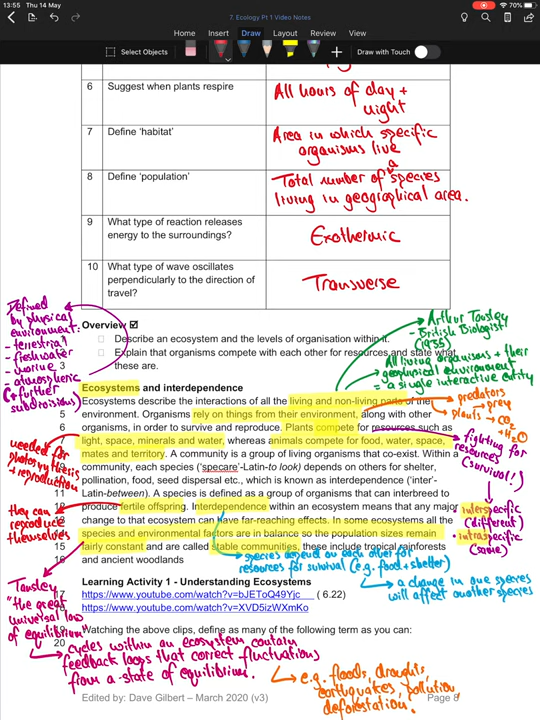 13:55 Thu 14 May
70%
7. Ecology Pt 1 Video Notes
Home Insert Draw Layout Review View
Select Objects
Draw with Touch
6 Suggest when plants respire
All hours of day +
night
7 Define 'habitat'
Area in which specific
organisms live
8 Define 'population'
Total number of a species
living in geographical area.
9 What type of reaction releases
energy to the surroundings?
Exothermic
10 What type of wave oscillates
perpendicularly to the direction of
travel?
Transverse
Defined
by physical
environment:
- terrestrial
- freshwater
- marine
- atmospheric
(+ further
subdivisions)
Overview
Describe an ecosystem and the levels of organisation within it.
Explain that organisms compete with each other for resources and state what
3 these are.
Arthur Tansley
- British Biologist
(1935)
All living organisms + their
geophysical environment
= a single interactive entity
Ecosystems and interdependence
Ecosystems describe the interactions of all the living and non-living parts of the
5 environment. Organisms rely on things from their environment, along with other
6 organisms, in order to survive and reproduce. Plants compete for resources such as
light, space, minerals and water, whereas animals compete for food, water, space,
mates and territory. A community is a group of living organisms that co-exist. Within a
community, each species ('specare'-Latin-to look) depend on others for shelter,
pollination, food, seed dispersal etc., which is known as interdependence ('inter'-
11 Latin-between). A species is defined as a group of organisms that can interbreed to
12 produce fertile offspring. Interdependence within an ecosystem means that any major
change to that ecosystem can have far-reaching effects. In some ecosystems all the
species and environmental factors are in balance so the population sizes remain
15 fairly constant and are called stable communities, these include tropical rainforests
16 and ancient woodlands
predators
prey
plants
CO2
H2O
fighting for
resources
(survival!)
interspecific
(different)
intraspecific
(same)
needed for
photosynthesis
+ reproduction
they can
reproduce
themselves
species depend on each other for
resources for survival (e.g. food + shelter)
a change in one species
will affect another species
Learning Activity 1 - Understanding Ecosystems
17 https://www.youtube.com/watch?v=bJEToQ49Yjc ( 6.22)
18 https://www.youtube.com/watch?v=XVD5izWXmKo
19 Watching the above clips, define as many of the following term as you can:
20
Tansley
"the great
universal law
of equilibrium"
cycles within an ecosystem contain
feedback loops that correct fluctuations
from a state of equilibrium.
e.g. floods, droughts
earthquakes, pollution
deforestation.
Edited by: Dave Gilbert – March 2020 (v3)
Page 8